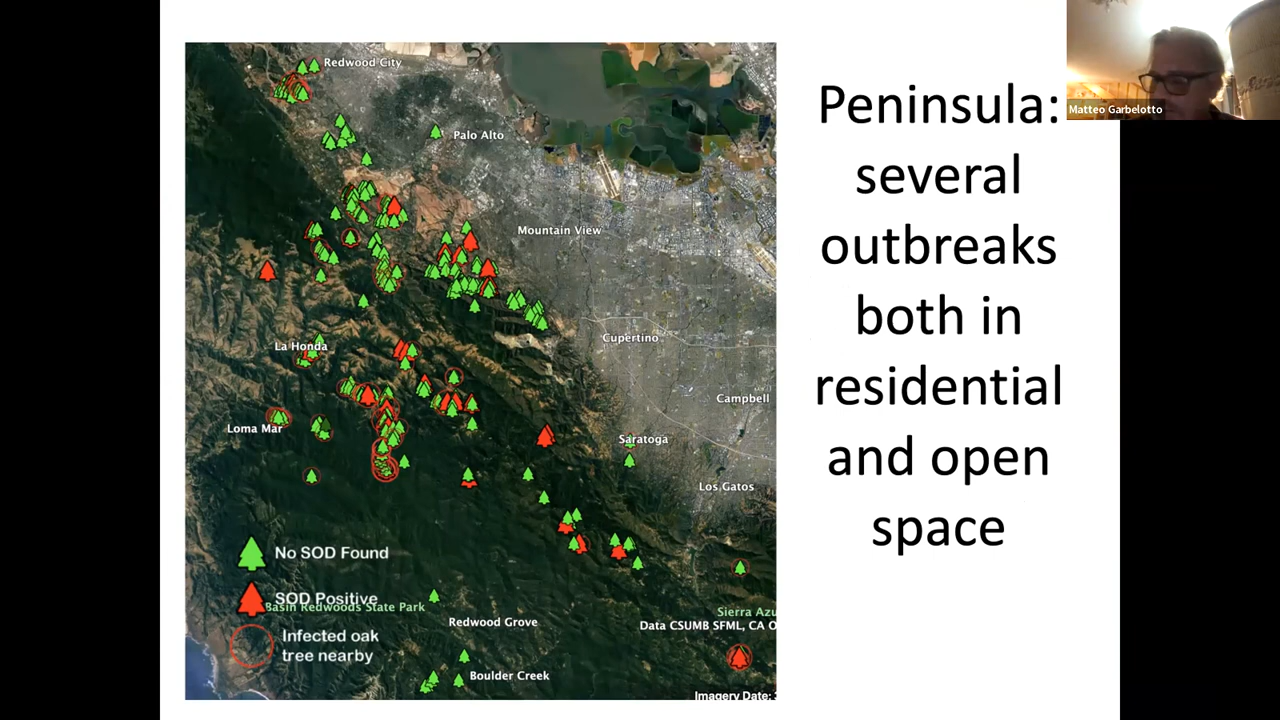 Redwood City
Palo Alto
Mountain View
Cupertino
La Honda
Campbell
Loma Mar
Saratoga
Los Gatos
No SOD Found
SOD Positive
Basin Redwoods State Park
Infected oak
tree nearby
Redwood Grove
Sierra Azu
Data CSUMB SFML, CA O
Boulder Creek
Imagery Date:
Peninsula:
several
outbreaks
both in
residential
and open
space
Matteo Garbelotto